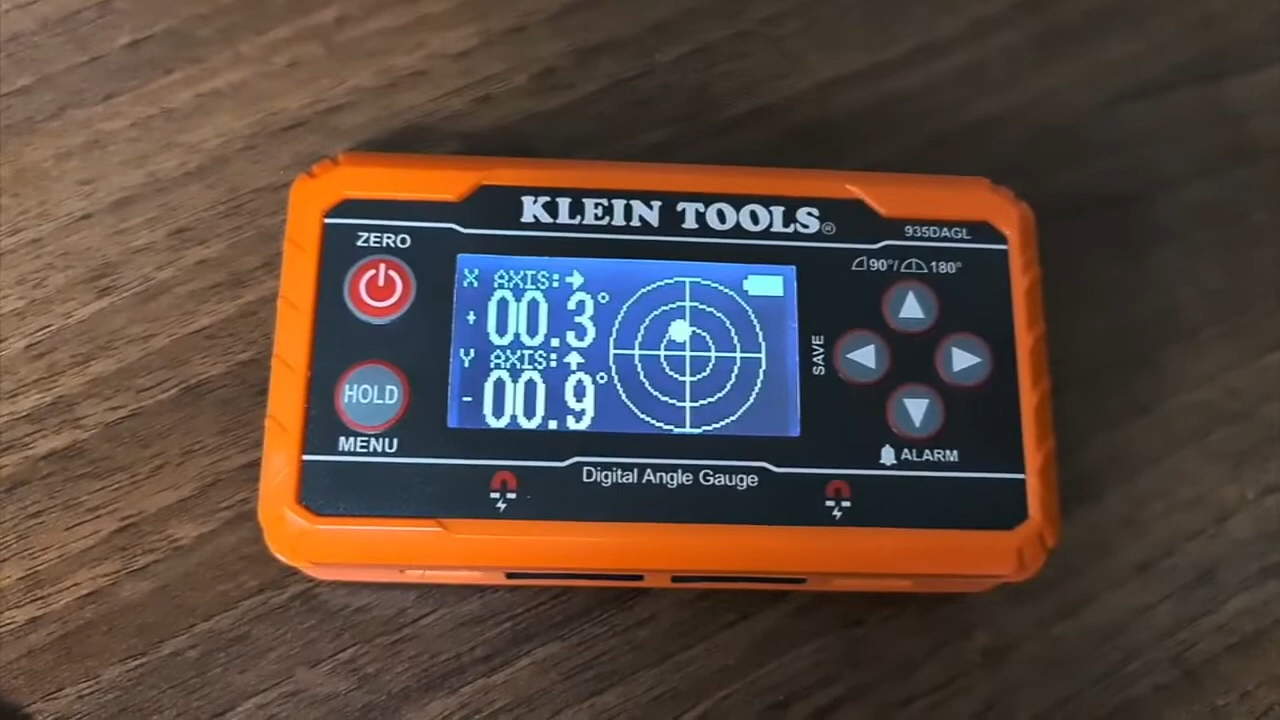 KLEIN TOOLS®
935DAGL
ZERO
90°/ 180°
X AXIS:→
+00.3°
Y AXIS:↑
-00.9°
SAVE
HOLD
MENU
ALARM
Digital Angle Gauge